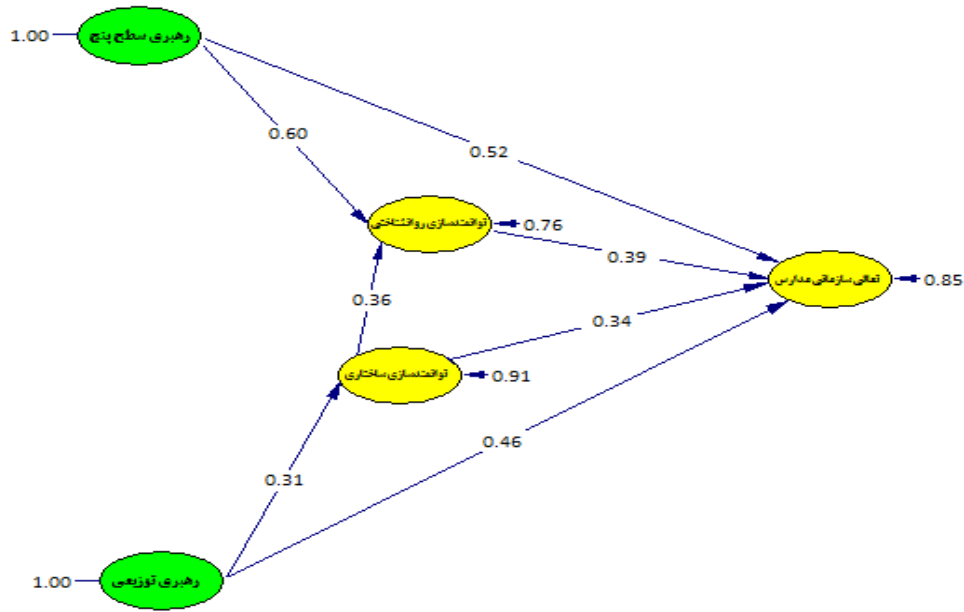 1.00
رهبری سطح پنج
0.60
0.52
توانمندسازی روانشناختی
0.76
0.39
تعالی سازمانی مدارس
0.85
0.36
0.34
توانمندسازی ساختاری
0.91
0.46
0.31
1.00
رهبری توزیعی